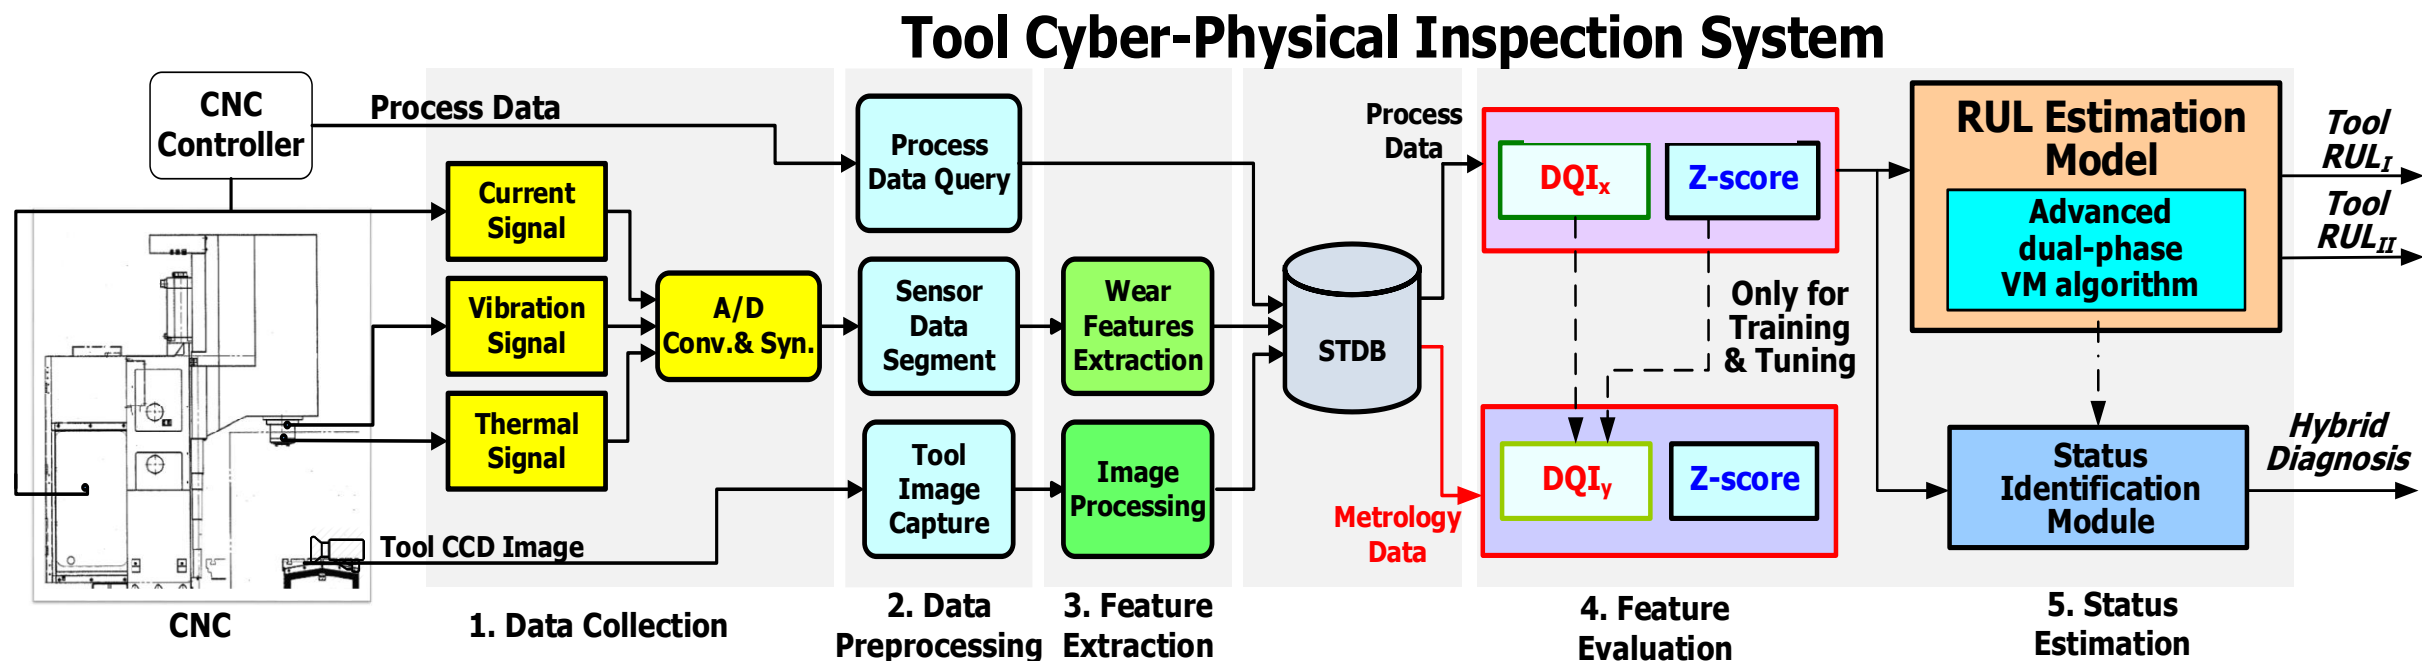 Tool Cyber-Physical Inspection System
CNC
Controller
Process Data
Current
Signal
Vibration
Signal
Thermal
Signal
A/D
Conv.& Syn.
Tool CCD Image
CNC
1. Data Collection
Process
Data Query
Sensor
Data
Segment
Tool
Image
Capture
2. Data
Preprocessing
Wear
Features
Extraction
Image
Processing
3. Feature
Extraction
STDB
Process
Data
Metrology
Data
DQIx
Z-score
Only for
Training
& Tuning
DQIy
Z-score
4. Feature
Evaluation
RUL Estimation
Model
Advanced
dual-phase
VM algorithm
Status
Identification
Module
5. Status
Estimation
Tool
RULI
Tool
RULII
Hybrid
Diagnosis